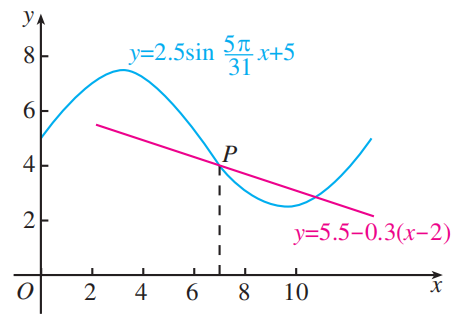 y
8
y=2.5sin 5π/31 x+5
6
4
P
2
y=5.5−0.3(x−2)
O 2 4 6 8 10 x